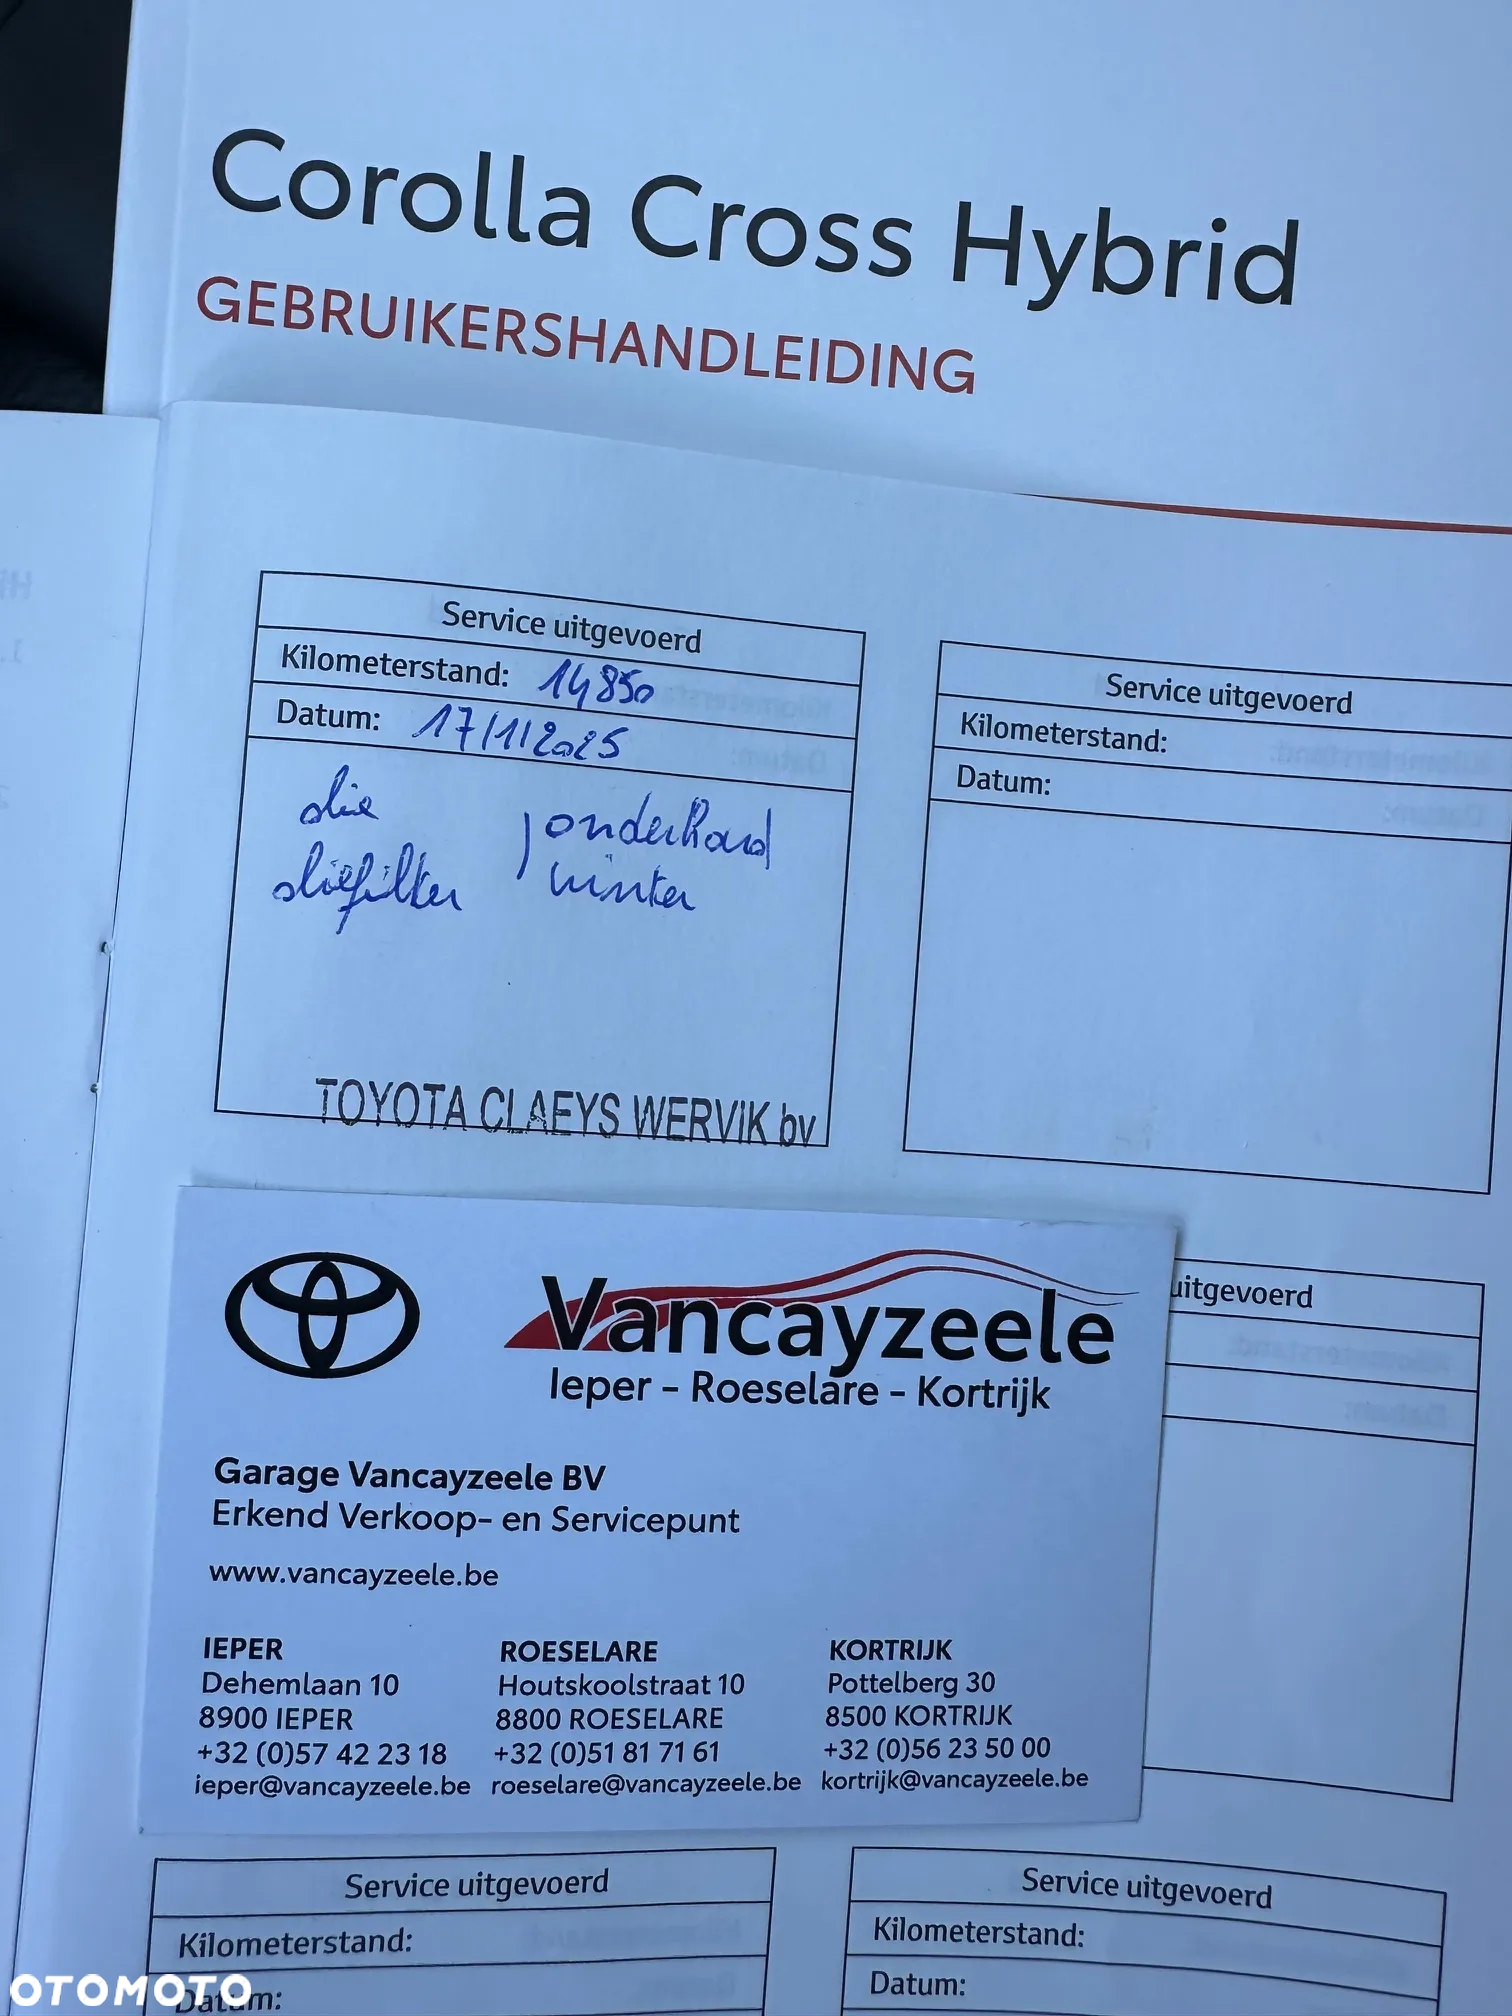 Corolla Cross Hybrid
GEBRUIKERSHANDLEIDING
Service uitgevoerd
Kilometerstand: 14850
Datum: 17/1/2025
olie
oliefilter
onderhoud
winter
TOYOTA CLAEYS WERVIK bv
Service uitgevoerd
Kilometerstand:
Datum:
uitgevoerd
Vancayzeele
Ieper - Roeselare - Kortrijk
Garage Vancayzeele BV
Erkend Verkoop- en Servicepunt
www.vancayzeele.be
IEPER
Dehemlaan 10
8900 IEPER
+32 (0)57 42 23 18
ieper@vancayzeele.be
ROESELARE
Houtskoolstraat 10
8800 ROESELARE
+32 (0)51 81 71 61
roeselare@vancayzeele.be
KORTRIJK
Pottelberg 30
8500 KORTRIJK
+32 (0)56 23 50 00
kortrijk@vancayzeele.be
Service uitgevoerd
Kilometerstand:
Datum:
Service uitgevoerd
Kilometerstand:
Datum:
OTOMOTO